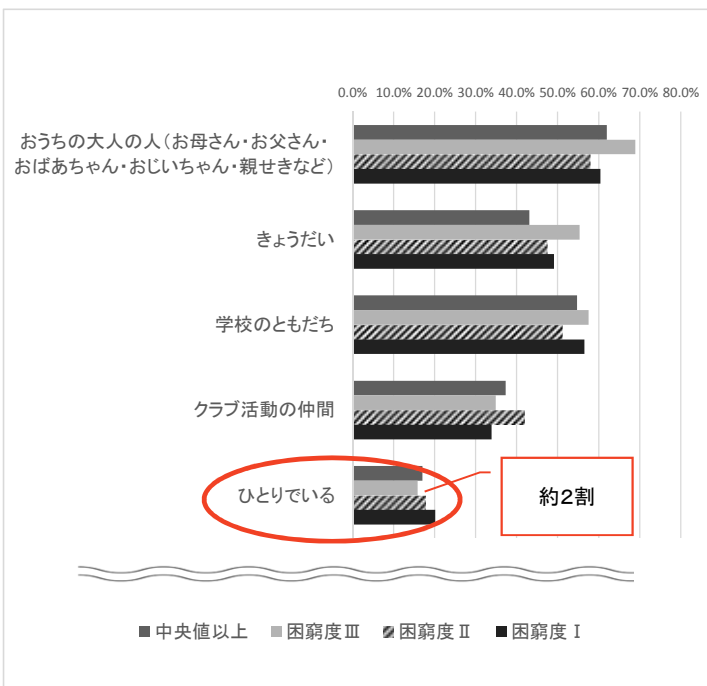 0.0% 10.0% 20.0% 30.0% 40.0% 50.0% 60.0% 70.0% 80.0%
おうちの大人の人(お母さん・お父さん・
おばあちゃん・おじいちゃん・親せきなど)
きょうだい
学校のともだち
クラブ活動の仲間
ひとりでいる
約2割
中央値以上 困窮度Ⅲ 困窮度Ⅱ 困窮度Ⅰ